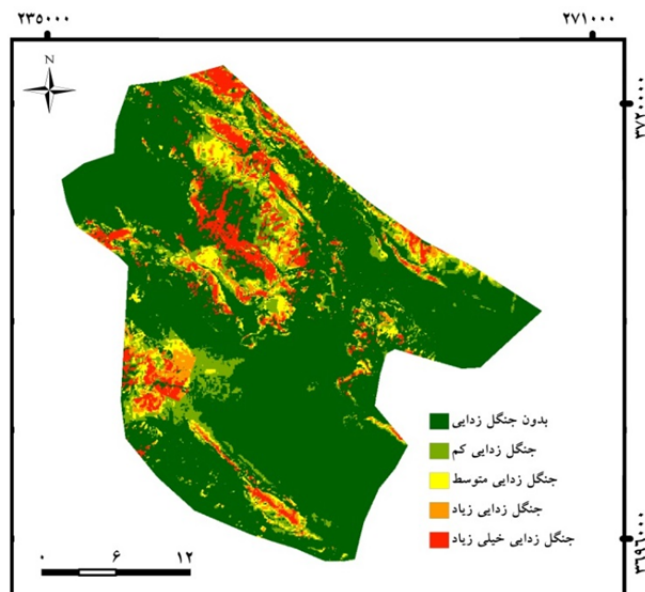 ۲۳۵۰۰۰ ۲۷۱۰۰۰
N
۳۷۲۰۰۰۰
بدون جنگل زدایی
جنگل زدایی کم
جنگل زدایی متوسط
جنگل زدایی زیاد
جنگل زدایی خیلی زیاد
۳۶۹۶۰۰۰
۰ ۶ ۱۲